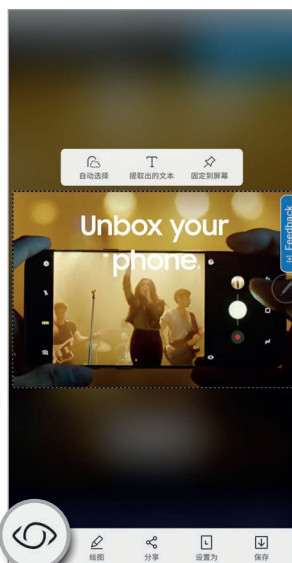 自动选择
提取出的文本
固定到屏幕
Unbox your
phone
[+] Feedback
绘图
分享
设置为
保存